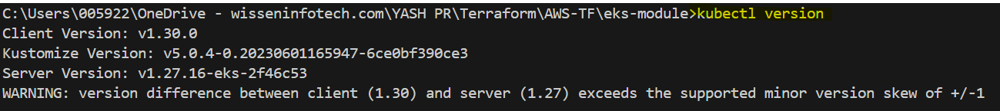 C:\Users\005922\OneDrive - wisseninfotech.com\YASH PR\Terraform\AWS-TF\eks-module>kubectl version
Client Version: v1.30.0
Kustomize Version: v5.0.4-0.20230601165947-6ce0bf390ce3
Server Version: v1.27.16-eks-2f46c53
WARNING: version difference between client (1.30) and server (1.27) exceeds the supported minor version skew of +/-1